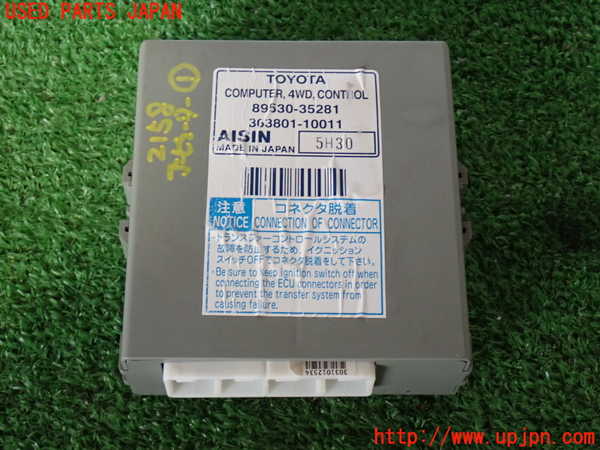 USED PARTS JAPAN
TOYOTA
COMPUTER, 4WD, CONTROL
89530-35281
363801-10011
AISIN
MADE IN JAPAN
5H30
2158
①
注意
コネクタ脱着
NOTICE
CONNECTION OF CONNECTOR
・トランスファーコントロールシステムの
故障を防止するため、イグニッション
スイッチOFFでコネクタ脱着をして下さい。
・Be sure to keep ignition switch off when
connecting the ECU connectors in order
to prevent the transfer system from
causing failure.
3031012534
http://www.upjpn.com/